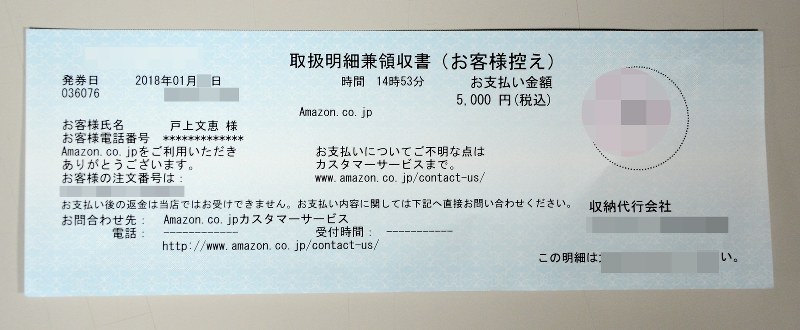 取扱明細兼領収書（お客様控え）
発券日 2018年01月 日 時間 14時53分 お支払い金額
036076
5,000 円(税込)
Amazon.co.jp
お客様氏名 戸上文恵 様
お客様電話番号 *************
Amazon.co.jpをご利用いただき
ありがとうございます。
お客様の注文番号は：
お支払いについてご不明な点は
カスタマーサービスまで。
www.amazon.co.jp/contact-us/
お支払い後の返金は当店ではお受けできません。お支払い内容に関しては下記へ直接お問い合わせください。
収納代行会社
お問合わせ先： Amazon.co.jpカスタマーサービス
電話： ------------ 受付時間： -----------
http://www.amazon.co.jp/contact-us/
この明細は い。